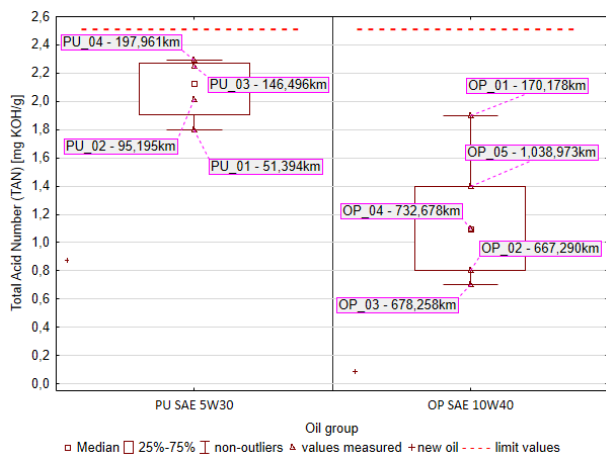 Total Acid Number (TAN) [mg KOH/g]
2,6
2,4
2,2
2,0
1,8
1,6
1,4
1,2
1,0
0,8
0,6
0,4
0,2
0,0
PU_04 - 197,961km
PU_03 - 146,496km
PU_02 - 95,195km
PU_01 - 51,394km
OP_01 - 170,178km
OP_05 - 1,038,973km
OP_04 - 732,678km
OP_02 - 667,290km
OP_03 - 678,258km
PU SAE 5W30 OP SAE 10W40
Oil group
Median 25%-75% non-outliers values measured new oil limit values